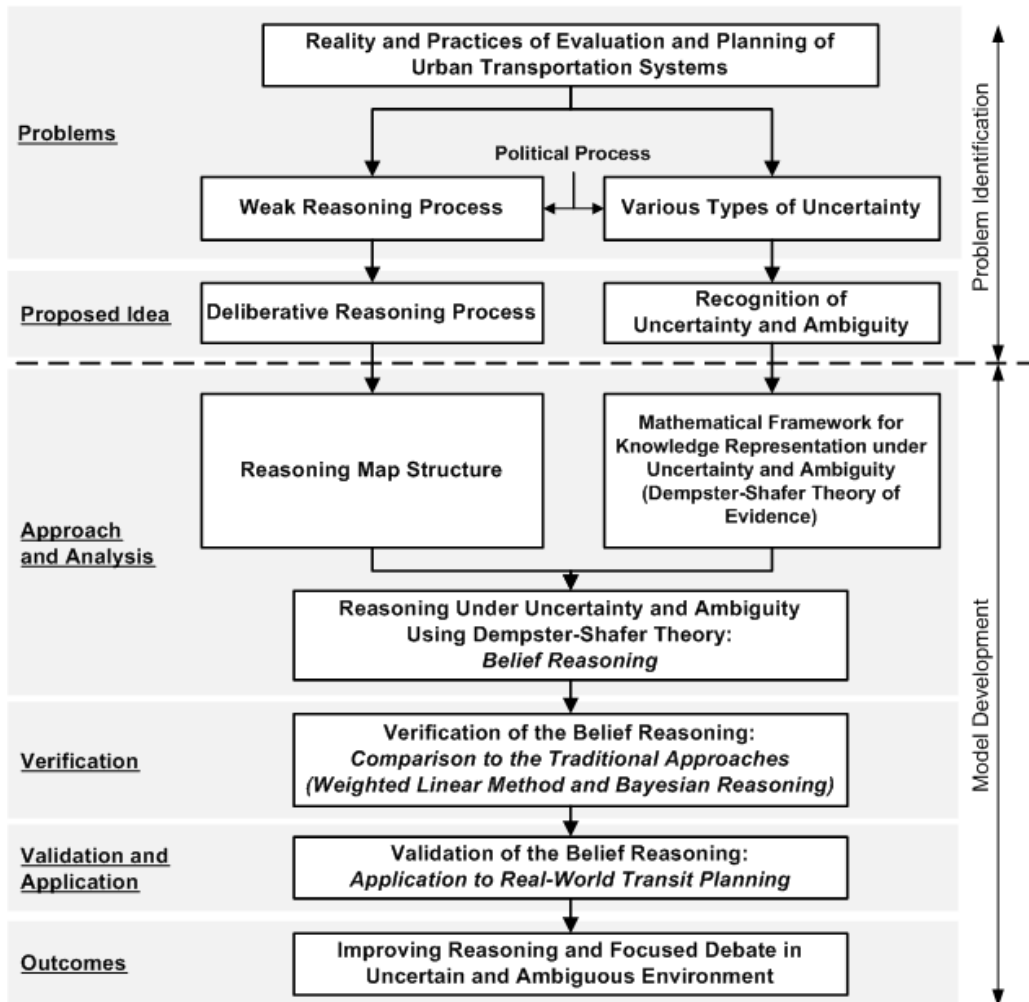 Reality and Practices of Evaluation and Planning of
Urban Transportation Systems
Problems
Political Process
Weak Reasoning Process
Various Types of Uncertainty
Problem Identification
Proposed Idea
Deliberative Reasoning Process
Recognition of
Uncertainty and Ambiguity
Approach
and Analysis
Reasoning Map Structure
Mathematical Framework for
Knowledge Representation under
Uncertainty and Ambiguity
(Dempster-Shafer Theory of
Evidence)
Reasoning Under Uncertainty and Ambiguity
Using Dempster-Shafer Theory:
Belief Reasoning
Model Development
Verification
Verification of the Belief Reasoning:
Comparison to the Traditional Approaches
(Weighted Linear Method and Bayesian Reasoning)
Validation and
Application
Validation of the Belief Reasoning:
Application to Real-World Transit Planning
Outcomes
Improving Reasoning and Focused Debate in
Uncertain and Ambiguous Environment